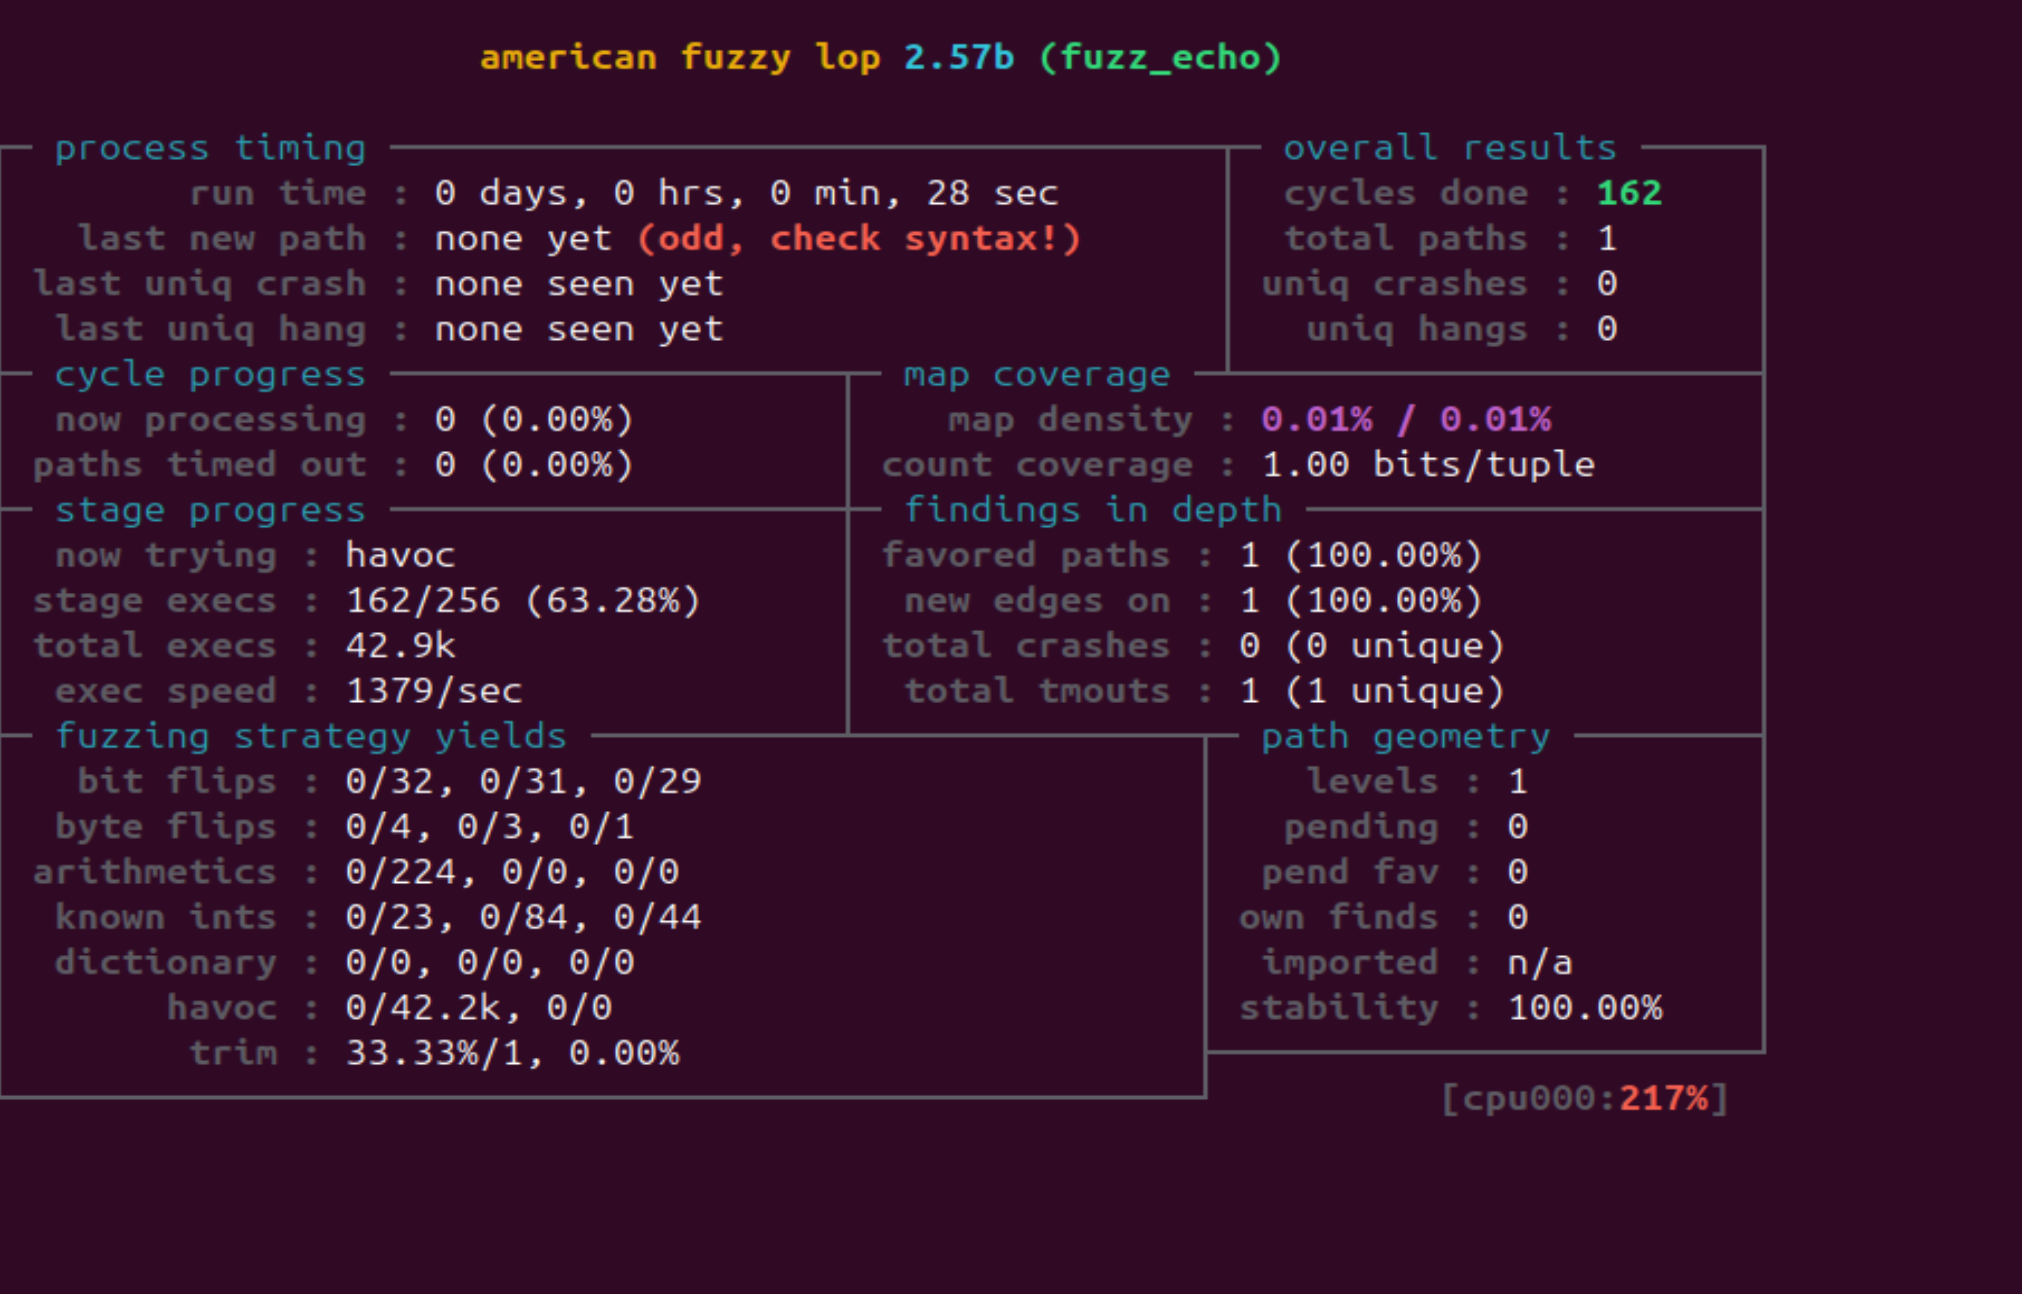 american fuzzy lop 2.57b (fuzz_echo)
process timing overall results
run time : 0 days, 0 hrs, 0 min, 28 sec cycles done : 162
last new path : none yet (odd, check syntax!) total paths : 1
last uniq crash : none seen yet uniq crashes : 0
last uniq hang : none seen yet uniq hangs : 0
cycle progress map coverage
now processing : 0 (0.00%) map density : 0.01% / 0.01%
paths timed out : 0 (0.00%) count coverage : 1.00 bits/tuple
stage progress findings in depth
now trying : havoc favored paths : 1 (100.00%)
stage execs : 162/256 (63.28%) new edges on : 1 (100.00%)
total execs : 42.9k total crashes : 0 (0 unique)
exec speed : 1379/sec total tmouts : 1 (1 unique)
fuzzing strategy yields path geometry
bit flips : 0/32, 0/31, 0/29 levels : 1
byte flips : 0/4, 0/3, 0/1 pending : 0
arithmetics : 0/224, 0/0, 0/0 pend fav : 0
known ints : 0/23, 0/84, 0/44 own finds : 0
dictionary : 0/0, 0/0, 0/0 imported : n/a
havoc : 0/42.2k, 0/0 stability : 100.00%
trim : 33.33%/1, 0.00%
[cpu000:217%]